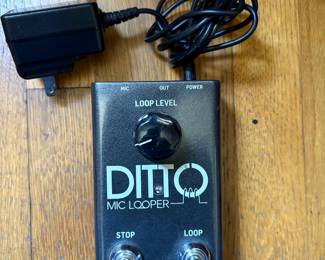 MIC OUT POWER
LOOP LEVEL
DITTO
MIC LOOPER
STOP LOOP